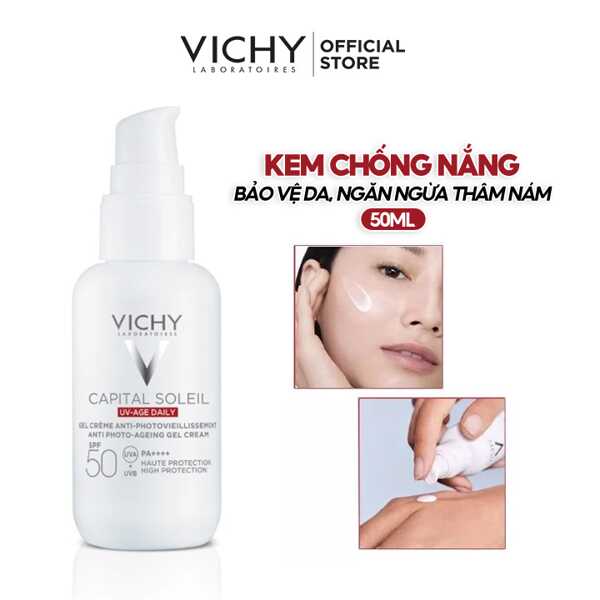 VICHY
LABORATOIRES
OFFICIAL
STORE
KEM CHỐNG NẮNG
BẢO VỆ DA, NGĂN NGỪA THÂM NÁM
50ML
VICHY
LABORATOIRES
CAPITAL SOLEIL
UV-AGE DAILY
GEL CRÈME ANTI-PHOTOVIEILLISSEMENT
ANTI PHOTO-AGEING GEL CREAM
SPF
50
UVA
+
UVB
PA++++
HAUTE PROTECTION
HIGH PROTECTION